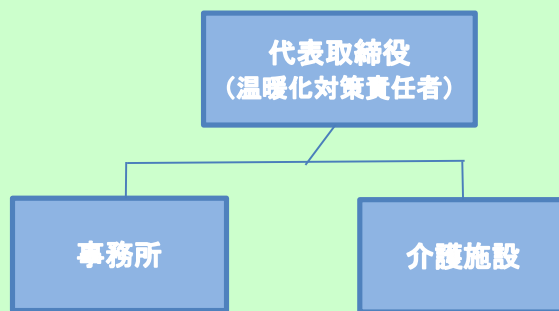 代表取締役
（温暖化対策責任者）
事務所
介護施設